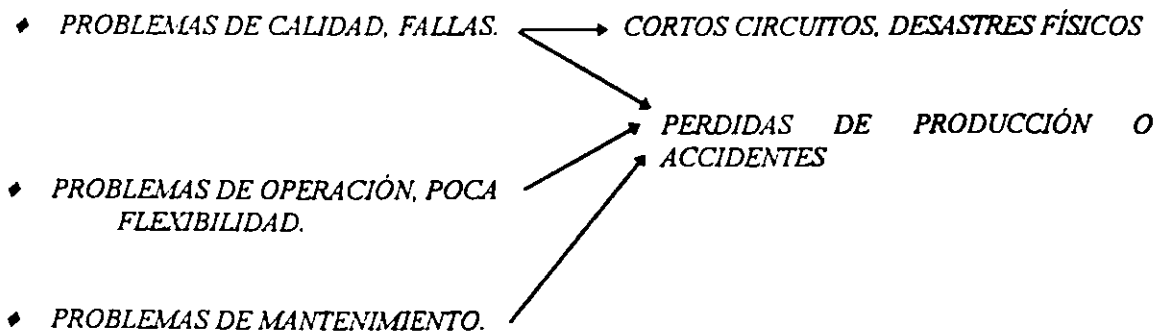 ♦ PROBLEMAS DE CALIDAD, FALLAS.
CORTOS CIRCUITOS, DESASTRES FÍSICOS
PERDIDAS DE PRODUCCIÓN O
ACCIDENTES
♦ PROBLEMAS DE OPERACIÓN, POCA
FLEXIBILIDAD.
♦ PROBLEMAS DE MANTENIMIENTO.